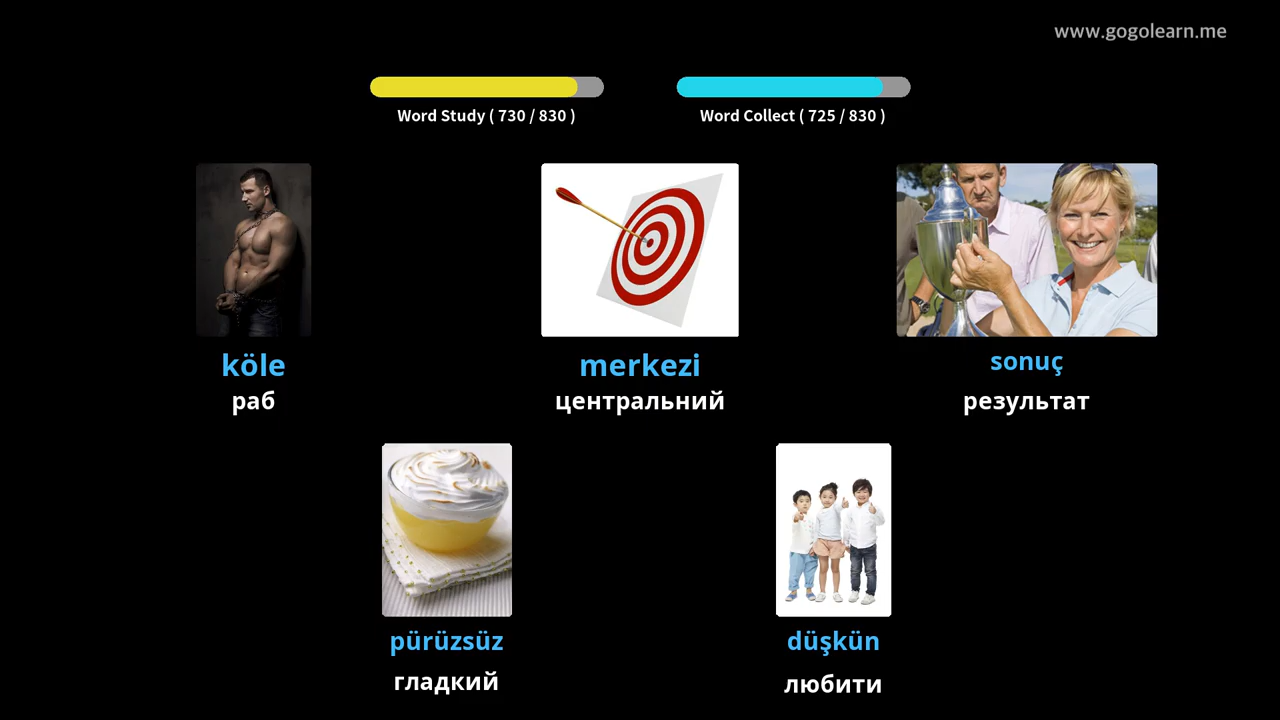 www.gogolearn.me
Word Study ( 730 / 830 )
Word Collect ( 725 / 830 )
köle
merkezi
sonuç
раб
центральний
результат
pürüzsüz
düşkün
гладкий
любити